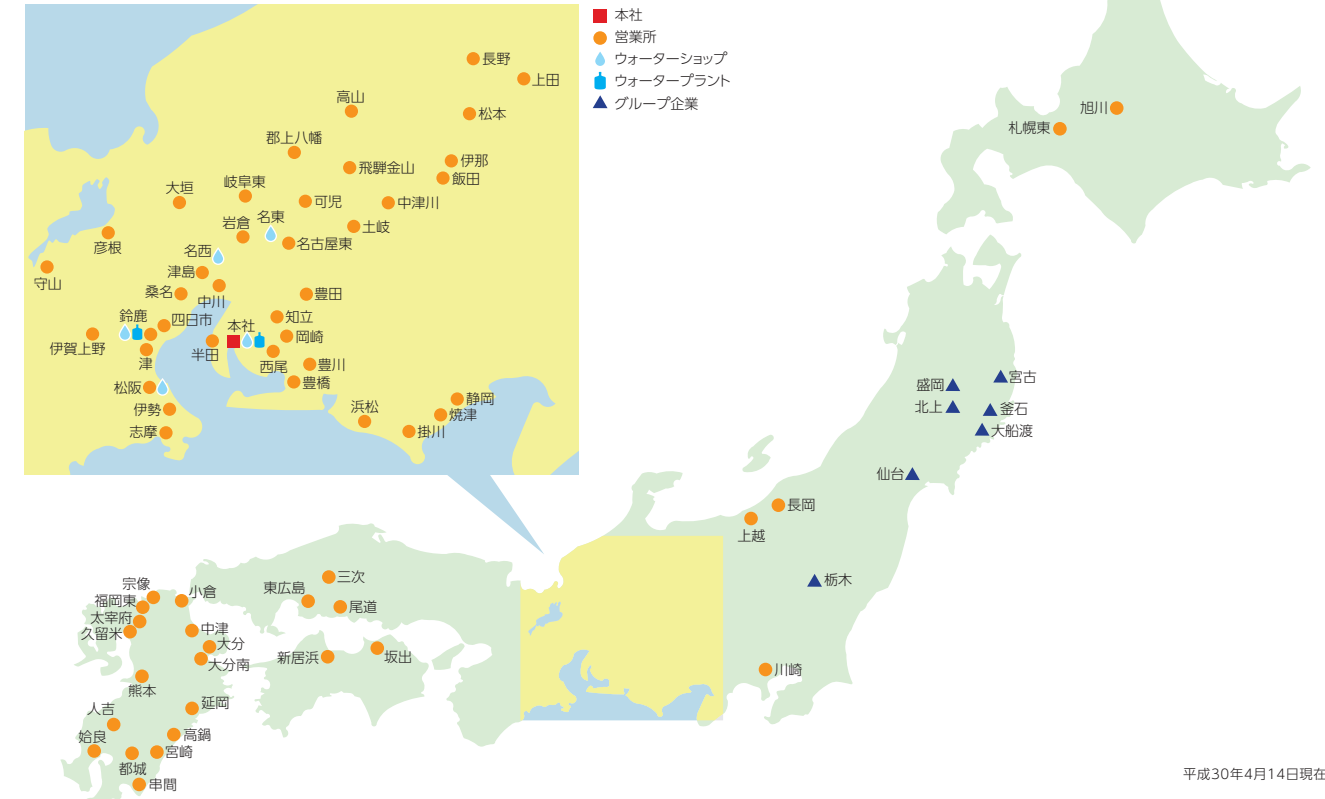 本社
営業所
ウォーターショップ
ウォータープラント
グループ企業
長野
上田
高山
松本
郡上八幡
飛騨金山
伊那
飯田
大垣
岐阜東
可児
中津川
名東
岩倉
土岐
彦根
名古屋東
名西
守山
津島
桑名
中川
豊田
鈴鹿
四日市
本社
知立
岡崎
伊賀上野
津
半田
西尾
豊川
豊橋
松阪
伊勢
志摩
浜松
静岡
焼津
掛川
旭川
札幌東
盛岡
宮古
北上
釜石
大船渡
仙台
長岡
上越
栃木
川崎
宗像
小倉
福岡東
太宰府
久留米
中津
大分
大分南
熊本
延岡
人吉
高鍋
姶良
宮崎
都城
串間
三次
東広島
尾道
新居浜
坂出
平成30年4月14日現在